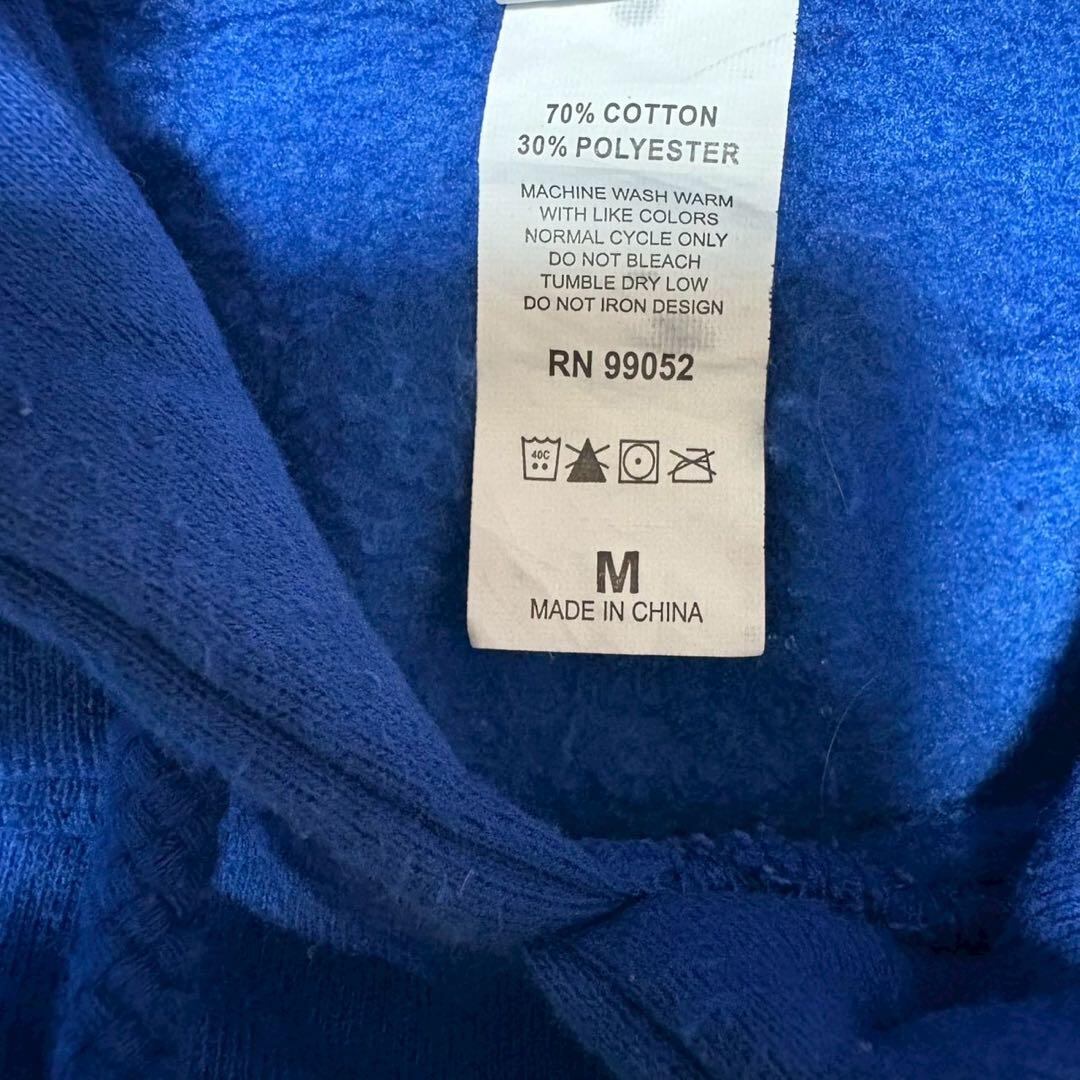 70% COTTON
30% POLYESTER
MACHINE WASH WARM
WITH LIKE COLORS
NORMAL CYCLE ONLY
DO NOT BLEACH
TUMBLE DRY LOW
DO NOT IRON DESIGN
RN 99052
40C
M
MADE IN CHINA